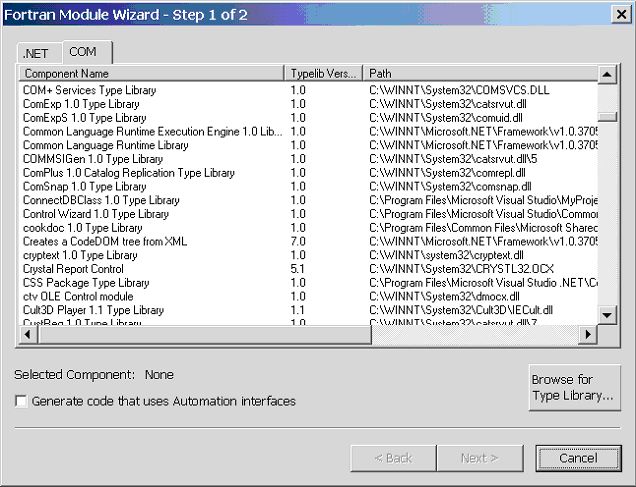 Fortran Module Wizard - Step 1 of 2
.NET COM
Component Name Typelib Vers... Path
COM+ Services Type Library 1.0 C:\WINNT\System32\COMSVCS.DLL
ComExp 1.0 Type Library 1.0 C:\WINNT\System32\catsrvut.dll
ComExpS 1.0 Type Library 1.0 C:\WINNT\System32\comuid.dll
Common Language Runtime Execution Engine 1.0 Lib... 1.0 C:\WINNT\Microsoft.NET\Framework\v1.0.3705
Common Language Runtime Library 1.0 C:\WINNT\Microsoft.NET\Framework\v1.0.3705
COMMSIGen 1.0 Type Library 1.0 C:\WINNT\System32\catsrvut.dll\5
ComPlus 1.0 Catalog Replication Type Library 1.0 C:\WINNT\System32\comrepl.dll
ComSnap 1.0 Type Library 1.0 C:\WINNT\System32\comsnap.dll
ConnectDBClass 1.0 Type Library 1.0 C:\Program Files\Microsoft Visual Studio\MyProje
Control Wizard 1.0 Type Library 1.0 C:\Program Files\Microsoft Visual Studio\Commo
cookdoc 1.0 Type Library 1.0 C:\Program Files\Common Files\Microsoft Shared
Creates a CodeDOM tree from XML 7.0 C:\WINNT\Microsoft.NET\Framework\v1.0.3705
cryptext 1.0 Type Library 1.0 C:\WINNT\system32\cryptext.dll
Crystal Report Control 5.1 C:\WINNT\System32\CRYSTL32.OCX
CSS Package Type Library 1.0 C:\Program Files\Microsoft Visual Studio .NET\Co
ctv OLE Control module 1.0 C:\WINNT\System32\dmocx.dll
Cult3D Player 1.1 Type Library 1.1 C:\WINNT\System32\Cult3D\IECult.dll
CustReg 1.0 Type Library 1.0 C:\WINNT\System32\catsrvut.dll\7
Selected Component: None
Generate code that uses Automation interfaces
Browse for
Type Library...
< Back Next > Cancel